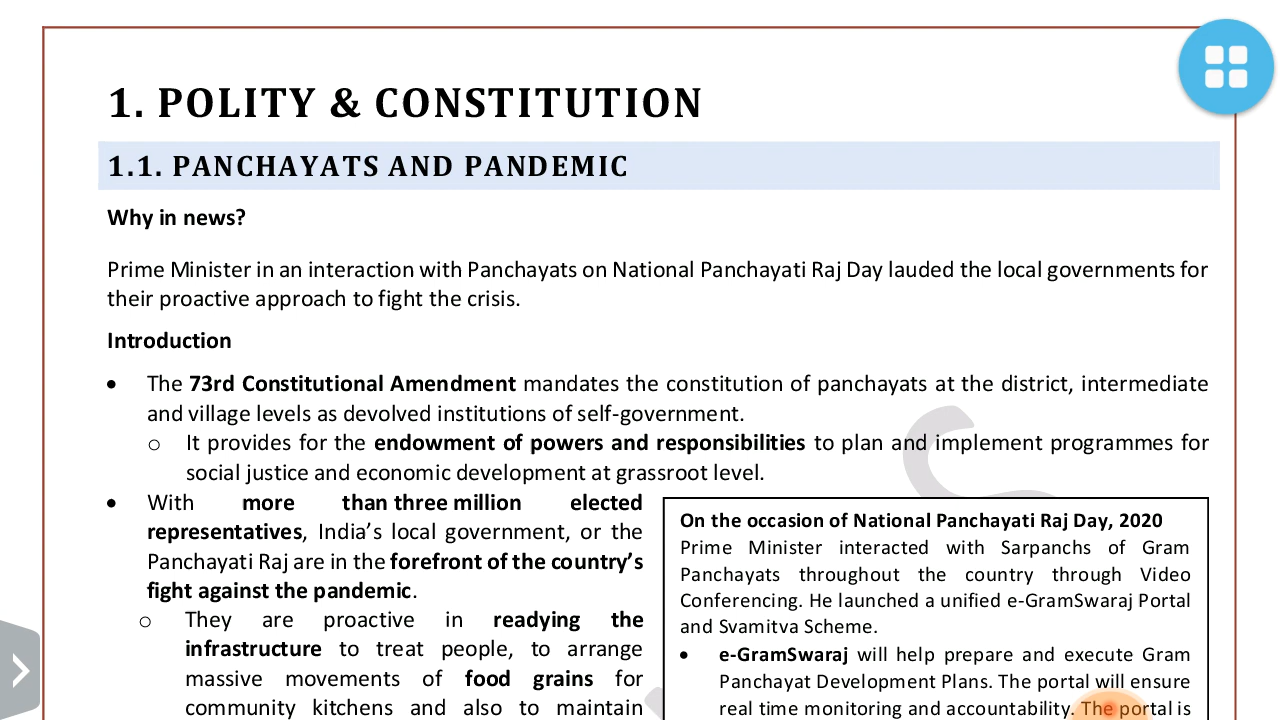 1. POLITY & CONSTITUTION
1.1. PANCHAYATS AND PANDEMIC
Why in news?
Prime Minister in an interaction with Panchayats on National Panchayati Raj Day lauded the local governments for
their proactive approach to fight the crisis.
Introduction
• The 73rd Constitutional Amendment mandates the constitution of panchayats at the district, intermediate
and village levels as devolved institutions of self-government.
o It provides for the endowment of powers and responsibilities to plan and implement programmes for
social justice and economic development at grassroot level.
• With more than three million elected
representatives, India's local government, or the
Panchayati Raj are in the forefront of the country's
fight against the pandemic.
o They are proactive in readying the
infrastructure to treat people, to arrange
massive movements of food grains for
community kitchens and also to maintain
On the occasion of National Panchayati Raj Day, 2020
Prime Minister interacted with Sarpanchs of Gram
Panchayats throughout the country through Video
Conferencing. He launched a unified e-GramSwaraj Portal
and Svamitva Scheme.
• e-GramSwaraj will help prepare and execute Gram
Panchayat Development Plans. The portal will ensure
real time monitoring and accountability. The portal is